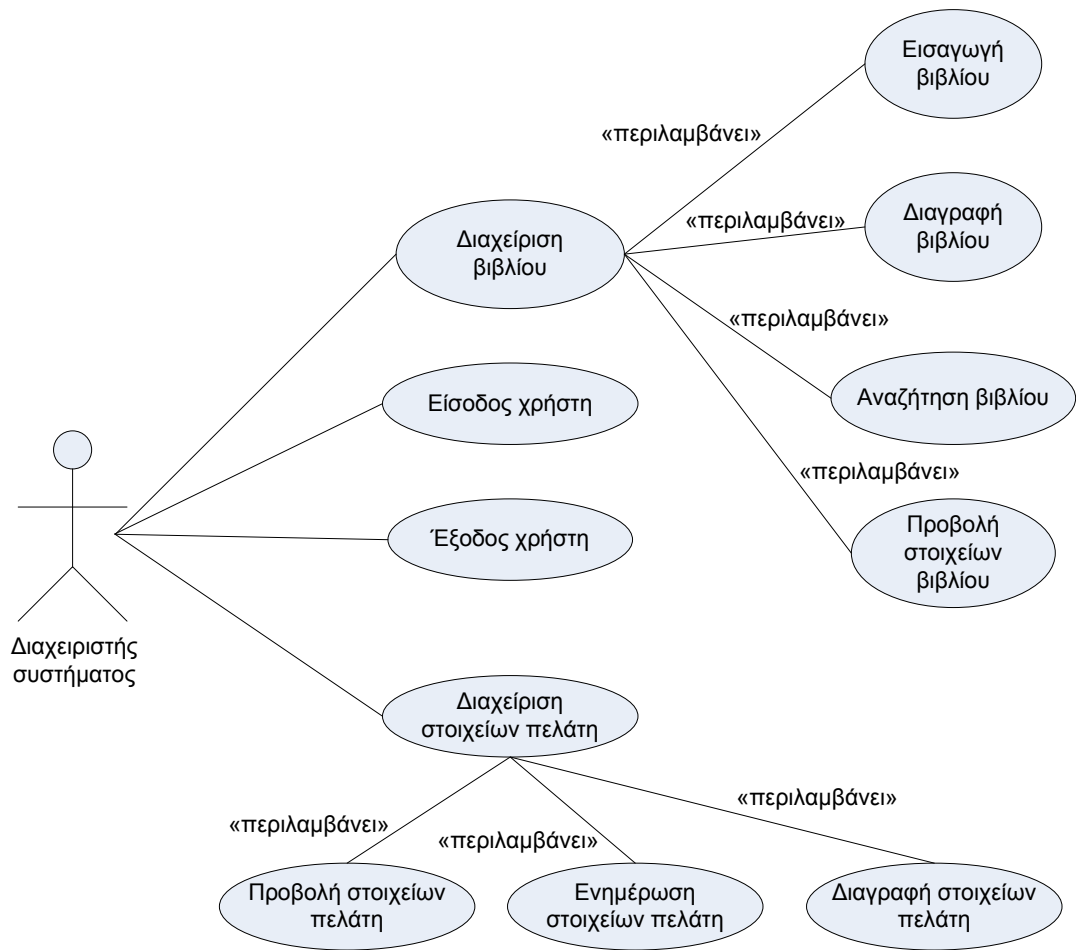 Εισαγωγή
βιβλίου
«περιλαμβάνει»
«περιλαμβάνει»
Διαγραφή
βιβλίου
Διαχείριση
βιβλίου
«περιλαμβάνει»
Αναζήτηση βιβλίου
Είσοδος χρήστη
«περιλαμβάνει»
Προβολή
στοιχείων
βιβλίου
Έξοδος χρήστη
Διαχειριστής
συστήματος
Διαχείριση
στοιχείων πελάτη
«περιλαμβάνει»
«περιλαμβάνει»
«περιλαμβάνει»
Προβολή στοιχείων
πελάτη
Ενημέρωση
στοιχείων πελάτη
Διαγραφή στοιχείων
πελάτη